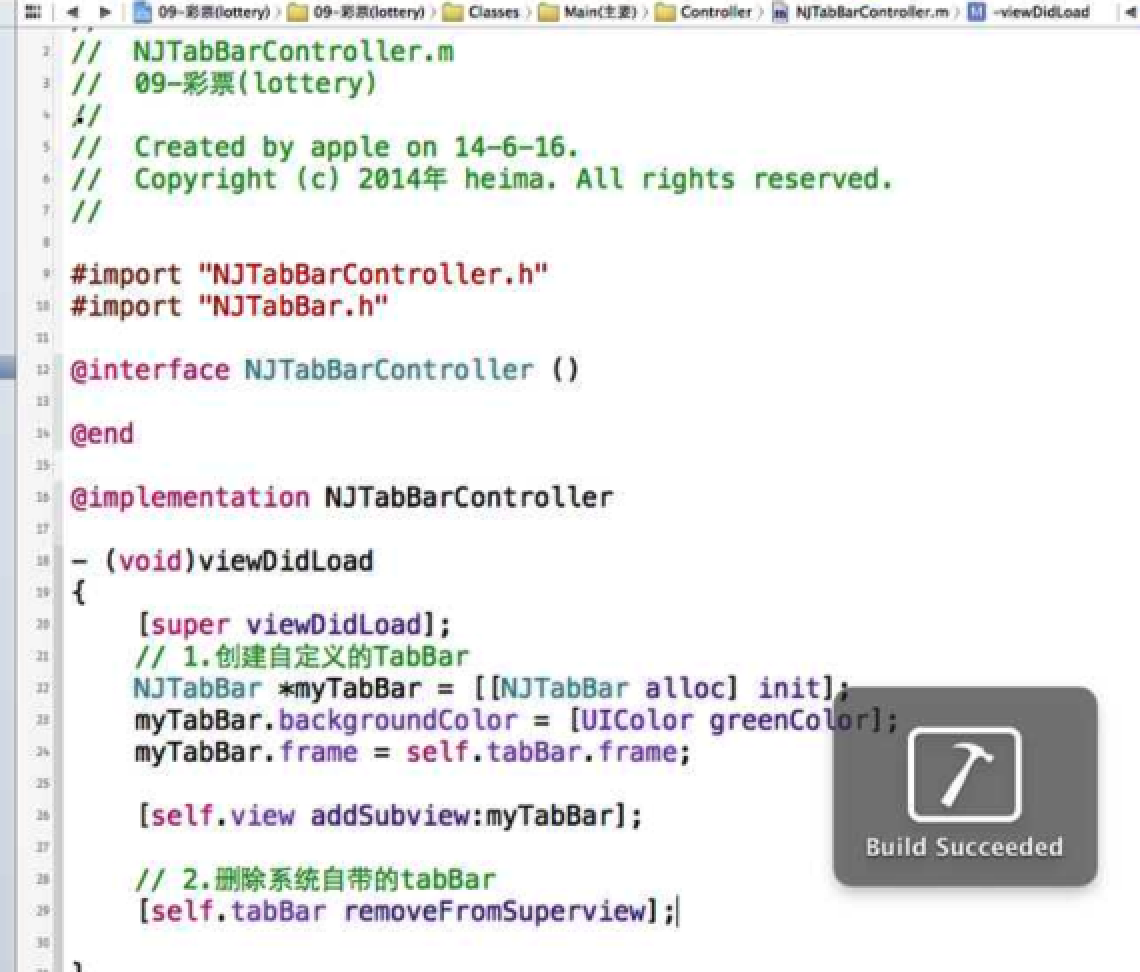 09-彩票(lottery) 09-彩票(lottery) Classes Main(主要) Controller NJTabBarController.m M -viewDidLoad
2 // NJTabBarController.m
3 // 09-彩票(lottery)
4 //
5 // Created by apple on 14-6-16.
6 // Copyright (c) 2014年 heima. All rights reserved.
7 //
8
9 #import "NJTabBarController.h"
10 #import "NJTabBar.h"
11
12 @interface NJTabBarController ()
13
14 @end
15
16 @implementation NJTabBarController
17
18 - (void)viewDidLoad
19 {
20 [super viewDidLoad];
21 // 1.创建自定义的TabBar
22 NJTabBar *myTabBar = [[NJTabBar alloc] init];
23 myTabBar.backgroundColor = [UIColor greenColor];
24 myTabBar.frame = self.tabBar.frame;
25
26 [self.view addSubview:myTabBar];
27
28 // 2.删除系统自带的tabBar
29 [self.tabBar removeFromSuperview];
30
Build Succeeded